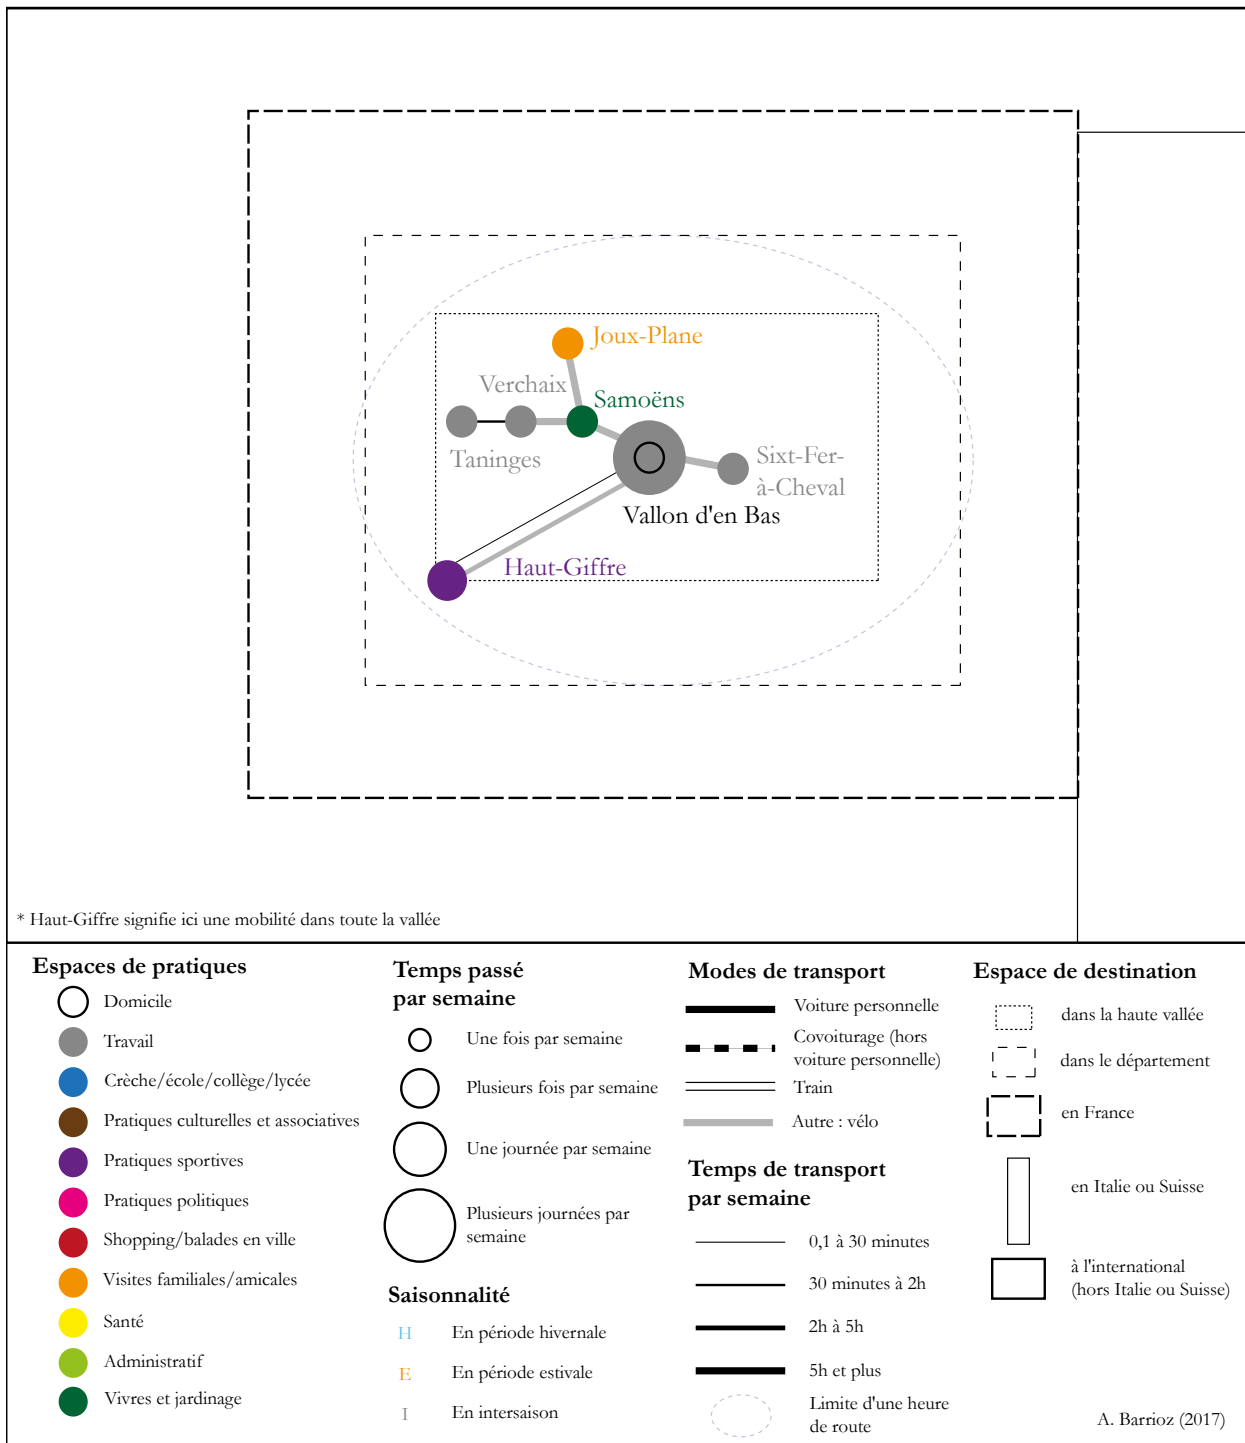 Joux-Plane
Verchaix
Samoëns
Taninges
Sixt-Fer-
à-Cheval
Vallon d'en Bas
Haut-Giffre
* Haut-Giffre signifie ici une mobilité dans toute la vallée
Espaces de pratiques
Domicile
Travail
Crèche/école/collège/lycée
Pratiques culturelles et associatives
Pratiques sportives
Pratiques politiques
Shopping/balades en ville
Visites familiales/amicales
Santé
Administratif
Vivres et jardinage
Temps passé
par semaine
Une fois par semaine
Plusieurs fois par semaine
Une journée par semaine
Plusieurs journées par
semaine
Saisonnalité
H En période hivernale
E En période estivale
I En intersaison
Modes de transport
Voiture personnelle
Covoiturage (hors
voiture personnelle)
Train
Autre : vélo
Temps de transport
par semaine
0,1 à 30 minutes
30 minutes à 2h
2h à 5h
5h et plus
Limite d'une heure
de route
Espace de destination
dans la haute vallée
dans le département
en France
en Italie ou Suisse
à l'international
(hors Italie ou Suisse)
A. Barrioz (2017)